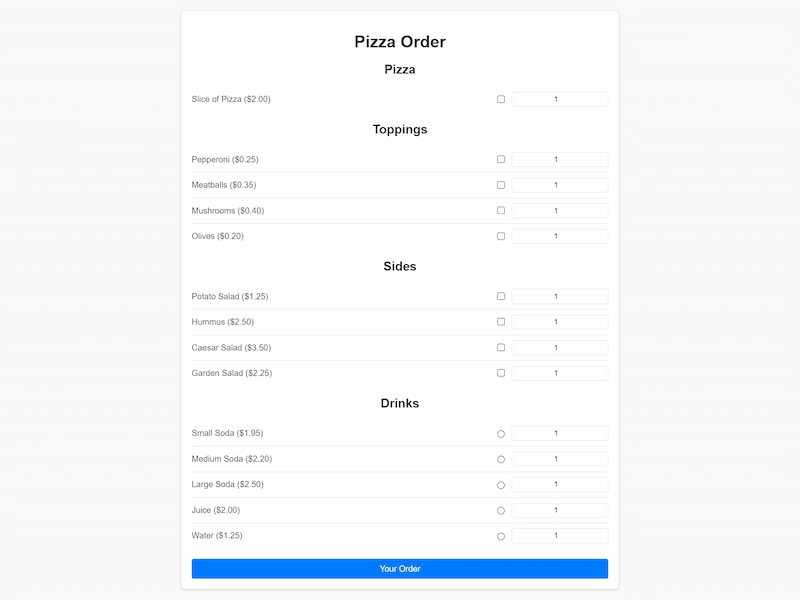 Pizza Order
Pizza
Slice of Pizza ($2.00) 1
Toppings
Pepperoni ($0.25) 1
Meatballs ($0.35) 1
Mushrooms ($0.40) 1
Olives ($0.20) 1
Sides
Potato Salad ($1.25) 1
Hummus ($2.50) 1
Caesar Salad ($3.50) 1
Garden Salad ($2.25) 1
Drinks
Small Soda ($1.95) 1
Medium Soda ($2.20) 1
Large Soda ($2.50) 1
Juice ($2.00) 1
Water ($1.25) 1
Your Order